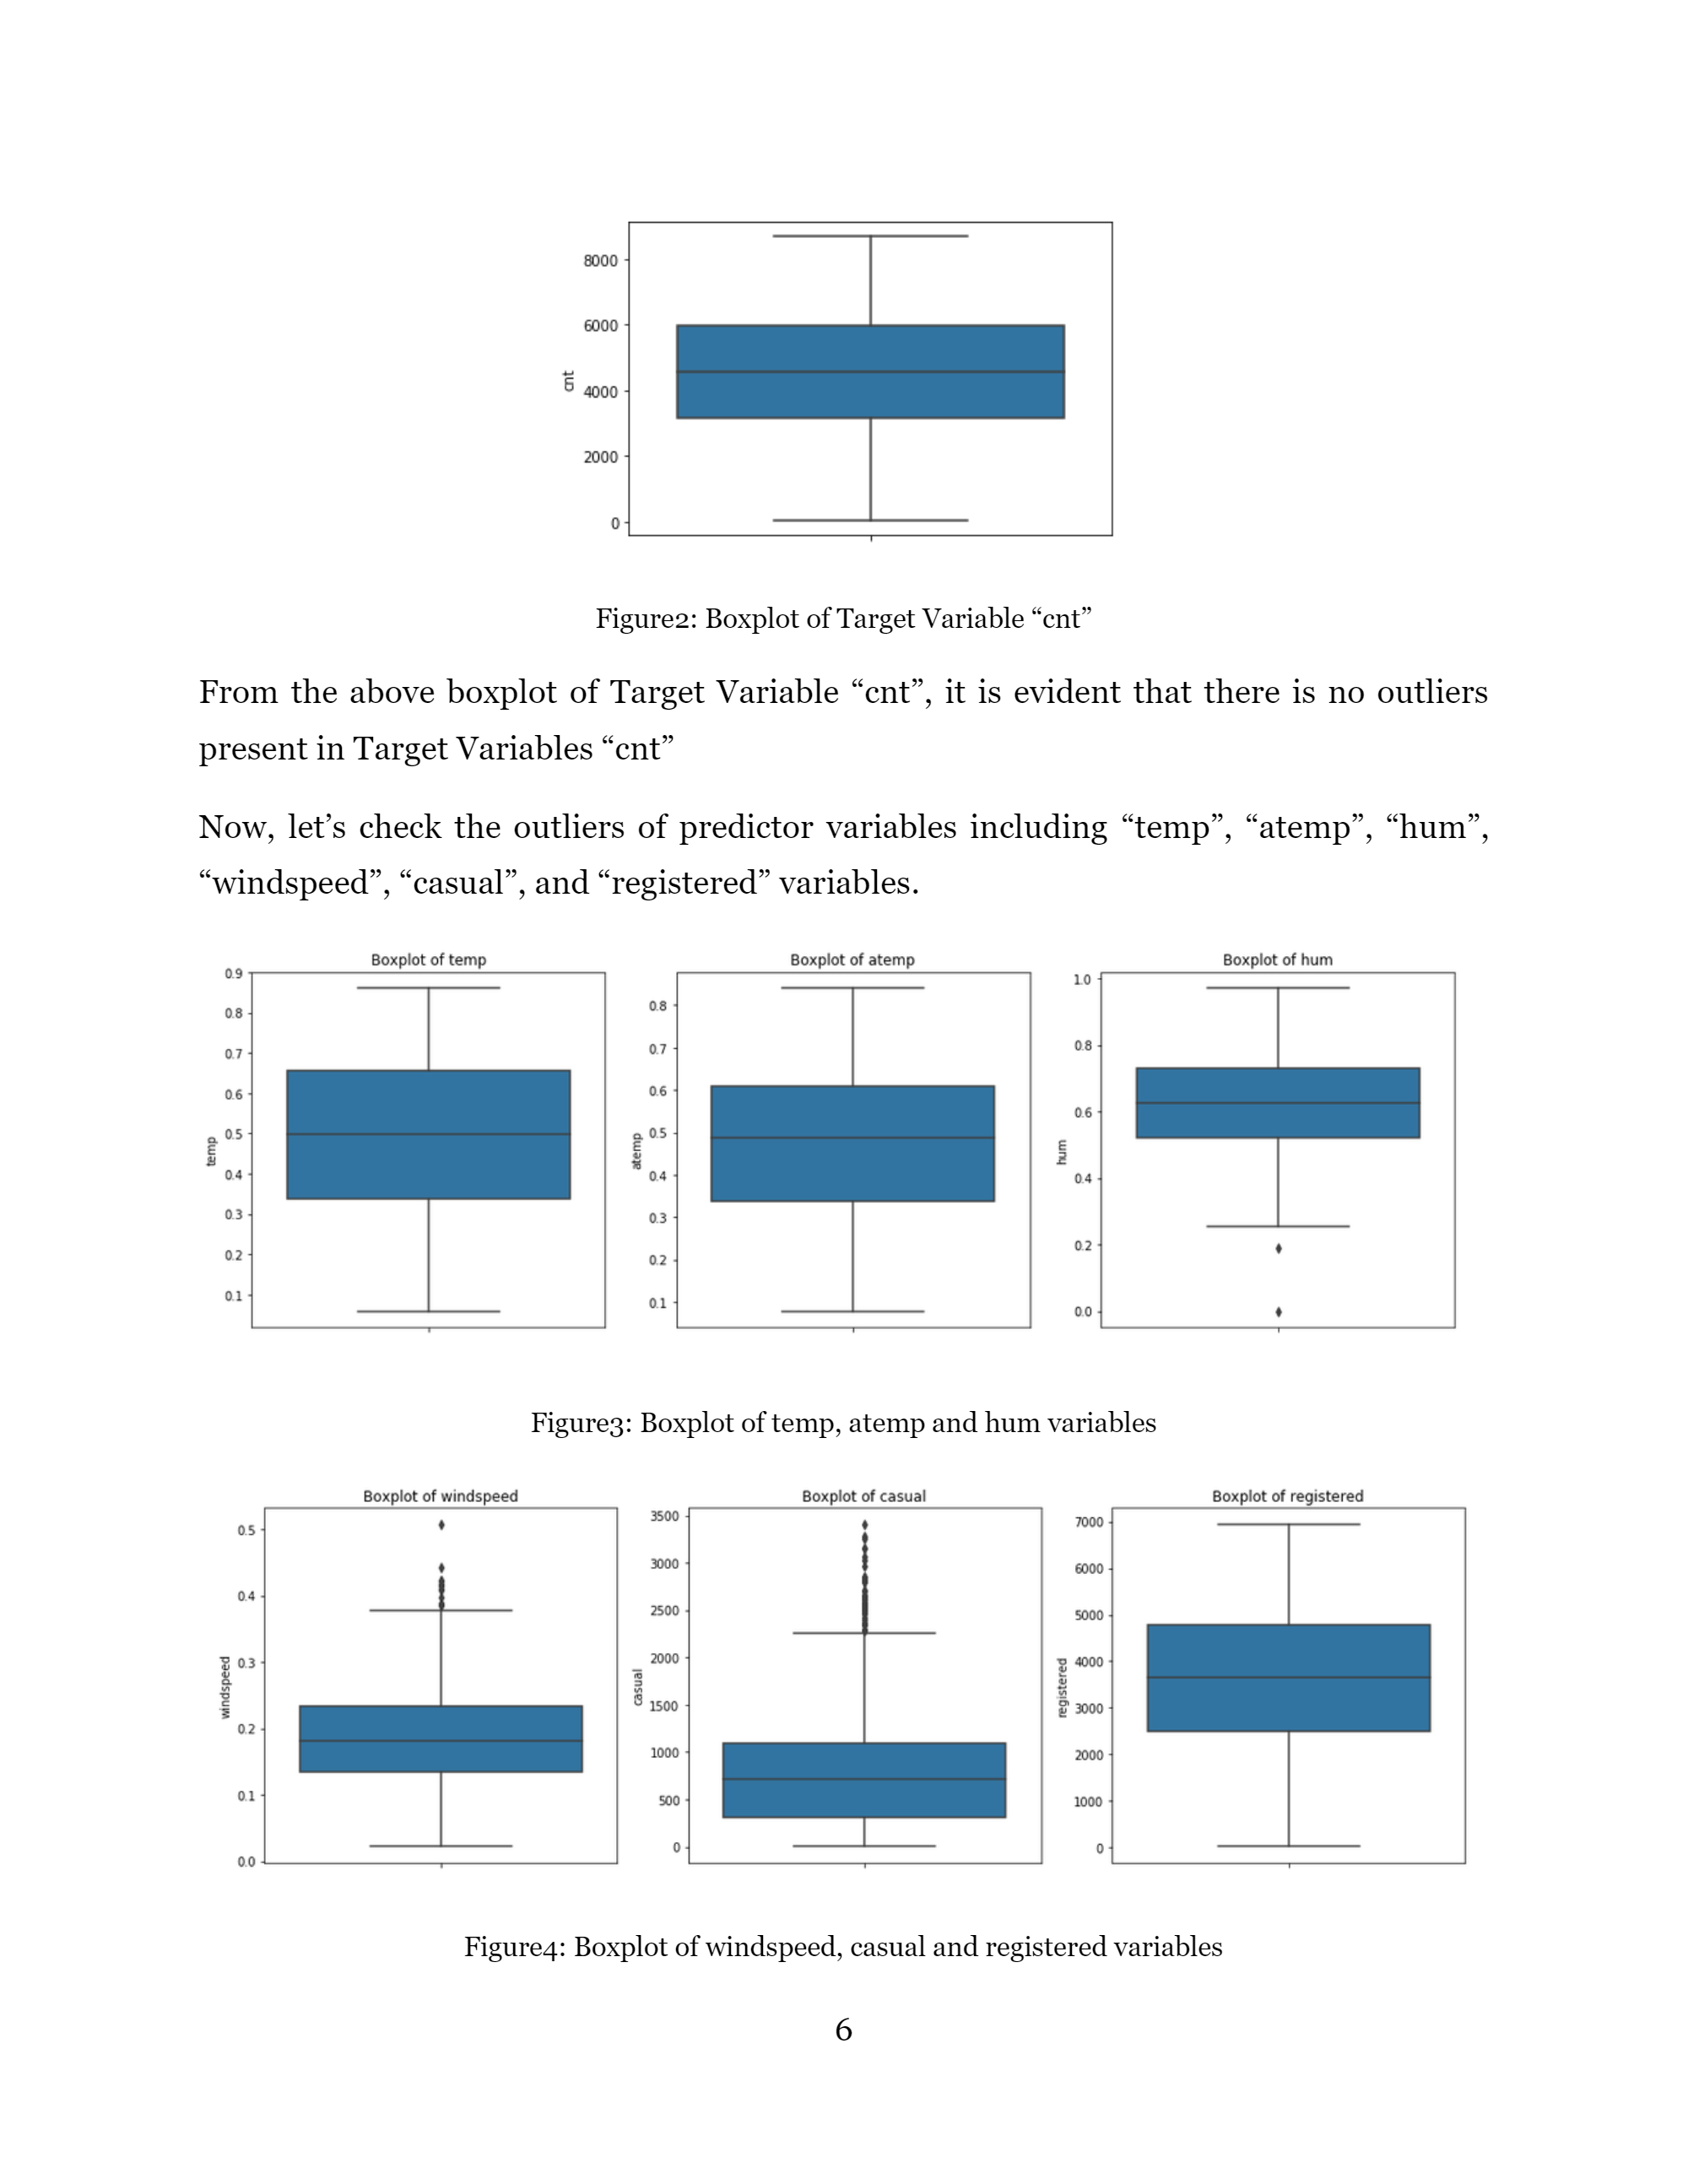 8000
6000
4000
2000
0
cnt
Figure2: Boxplot of Target Variable “cnt”
From the above boxplot of Target Variable “cnt”, it is evident that there is no outliers
present in Target Variables “cnt”
Now, let’s check the outliers of predictor variables including “temp”, “atemp”, “hum”,
“windspeed”, “casual”, and “registered” variables.
Boxplot of temp
0.9
0.8
0.7
0.6
0.5
0.4
0.3
0.2
0.1
temp
Boxplot of atemp
0.8
0.7
0.6
0.5
0.4
0.3
0.2
0.1
atemp
Boxplot of hum
1.0
0.8
0.6
0.4
0.2
0.0
hum
Figure3: Boxplot of temp, atemp and hum variables
Boxplot of windspeed
0.5
0.4
0.3
0.2
0.1
0.0
windspeed
Boxplot of casual
3500
3000
2500
2000
1500
1000
500
0
casual
Boxplot of registered
7000
6000
5000
4000
3000
2000
1000
0
registered
Figure4: Boxplot of windspeed, casual and registered variables
6